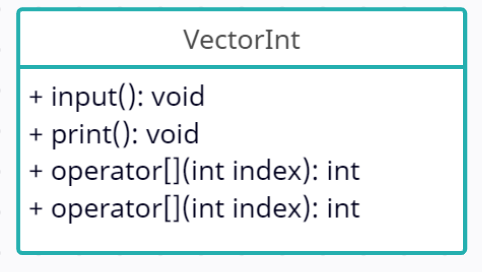 VectorInt
+ input(): void
+ print(): void
+ operator[](int index): int
+ operator[](int index): int